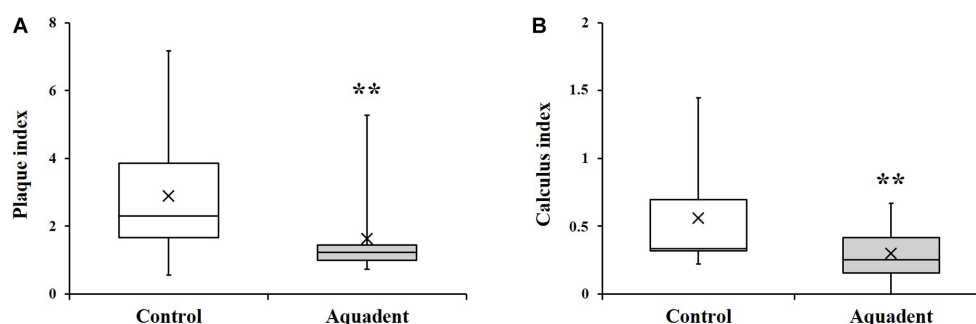 A
Plaque index
8
6
4
2
0
**
Control
Aquadent
B
Calculus index
2
1.5
1
0.5
0
**
Control
Aquadent